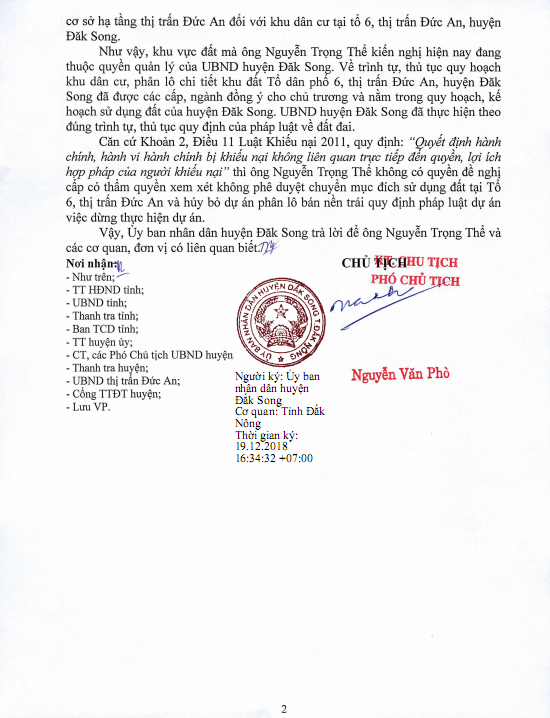 cơ sở hạ tầng thị trấn Đức An đối với khu dân cư tại tổ 6, thị trấn Đức An, huyện
Đăk Song.
Như vậy, khu vực đất mà ông Nguyễn Trọng Thể kiến nghị hiện nay đang
thuộc quyền quản lý của UBND huyện Đăk Song. Về trình tự, thủ tục quy hoạch
khu dân cư, phân lô chi tiết khu đất Tổ dân phố 6, thị trấn Đức An, huyện Đăk
Song đã được các cấp, ngành đồng ý cho chủ trương và nằm trong quy hoạch, kế
hoạch sử dụng đất của huyện Đăk Song. UBND huyện Đăk Song đã thực hiện theo
đúng trình tự, thủ tục quy định của pháp luật về đất đai.
Căn cứ Khoản 2, Điều 11 Luật Khiếu nại 2011, quy định: “Quyết định hành
chính, hành vi hành chính bị khiếu nại không liên quan trực tiếp đến quyền, lợi ích
hợp pháp của người khiếu nại” thì ông Nguyễn Trọng Thể không có quyền đề nghị
cấp có thẩm quyền xem xét không phê duyệt chuyển mục đích sử dụng đất tại Tổ
6, thị trấn Đức An và hủy bỏ dự án phân lô bán nền trái quy định pháp luật dự án
việc dừng thực hiện dự án.
Vậy, Ủy ban nhân dân huyện Đăk Song trả lời để ông Nguyễn Trọng Thể và
các cơ quan, đơn vị có liên quan biết.
Nơi nhận:
- Như trên;
- TT HĐND tỉnh;
- UBND tỉnh;
- Thanh tra tỉnh;
- Ban TCD tỉnh;
- TT huyện ủy;
- CT, các Phó Chủ tịch UBND huyện
- Thanh tra huyện;
- UBND thị trấn Đức An;
- Cổng TTĐT huyện;
- Lưu VP.
CHỦ TỊCH
KT. CHỦ TỊCH
PHÓ CHỦ TỊCH
ỦY BAN NHÂN DÂN HUYỆN ĐĂK SONG T.ĐĂK NÔNG
Người ký: Ủy ban
nhân dân huyện
Đắk Song
Cơ quan: Tỉnh Đắk
Nông
Thời gian ký:
19.12.2018
16:34:32 +07:00
Nguyễn Văn Phò
2